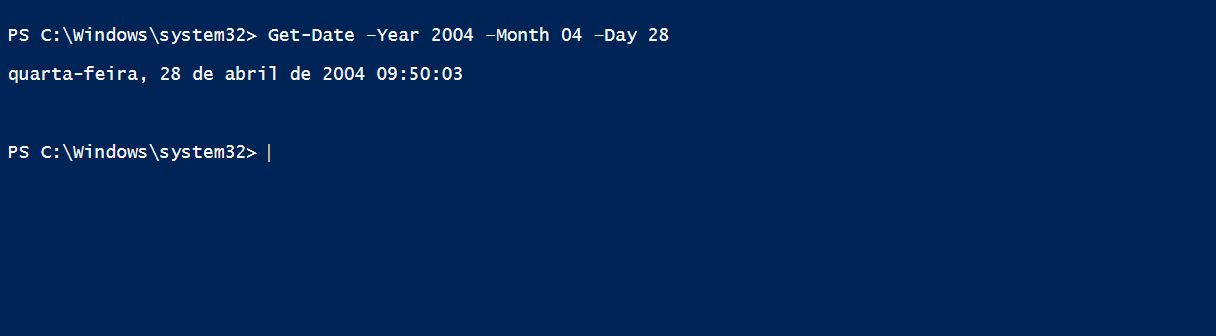 PS C:\Windows\system32> Get-Date –Year 2004 –Month 04 –Day 28
quarta-feira, 28 de abril de 2004 09:50:03
PS C:\Windows\system32>